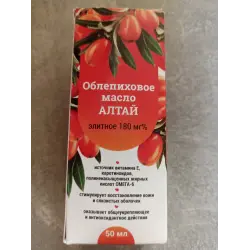 Облепиховое
масло
АЛТАЙ
элитное 180 мг%
источник витамина Е,
каротиноидов,
полиненасыщенных жирных
кислот ОМЕГА-6
стимулирует восстановление кожи
и слизистых оболочек
оказывает общеукрепляющее
и антиоксидантное действие
50 мл